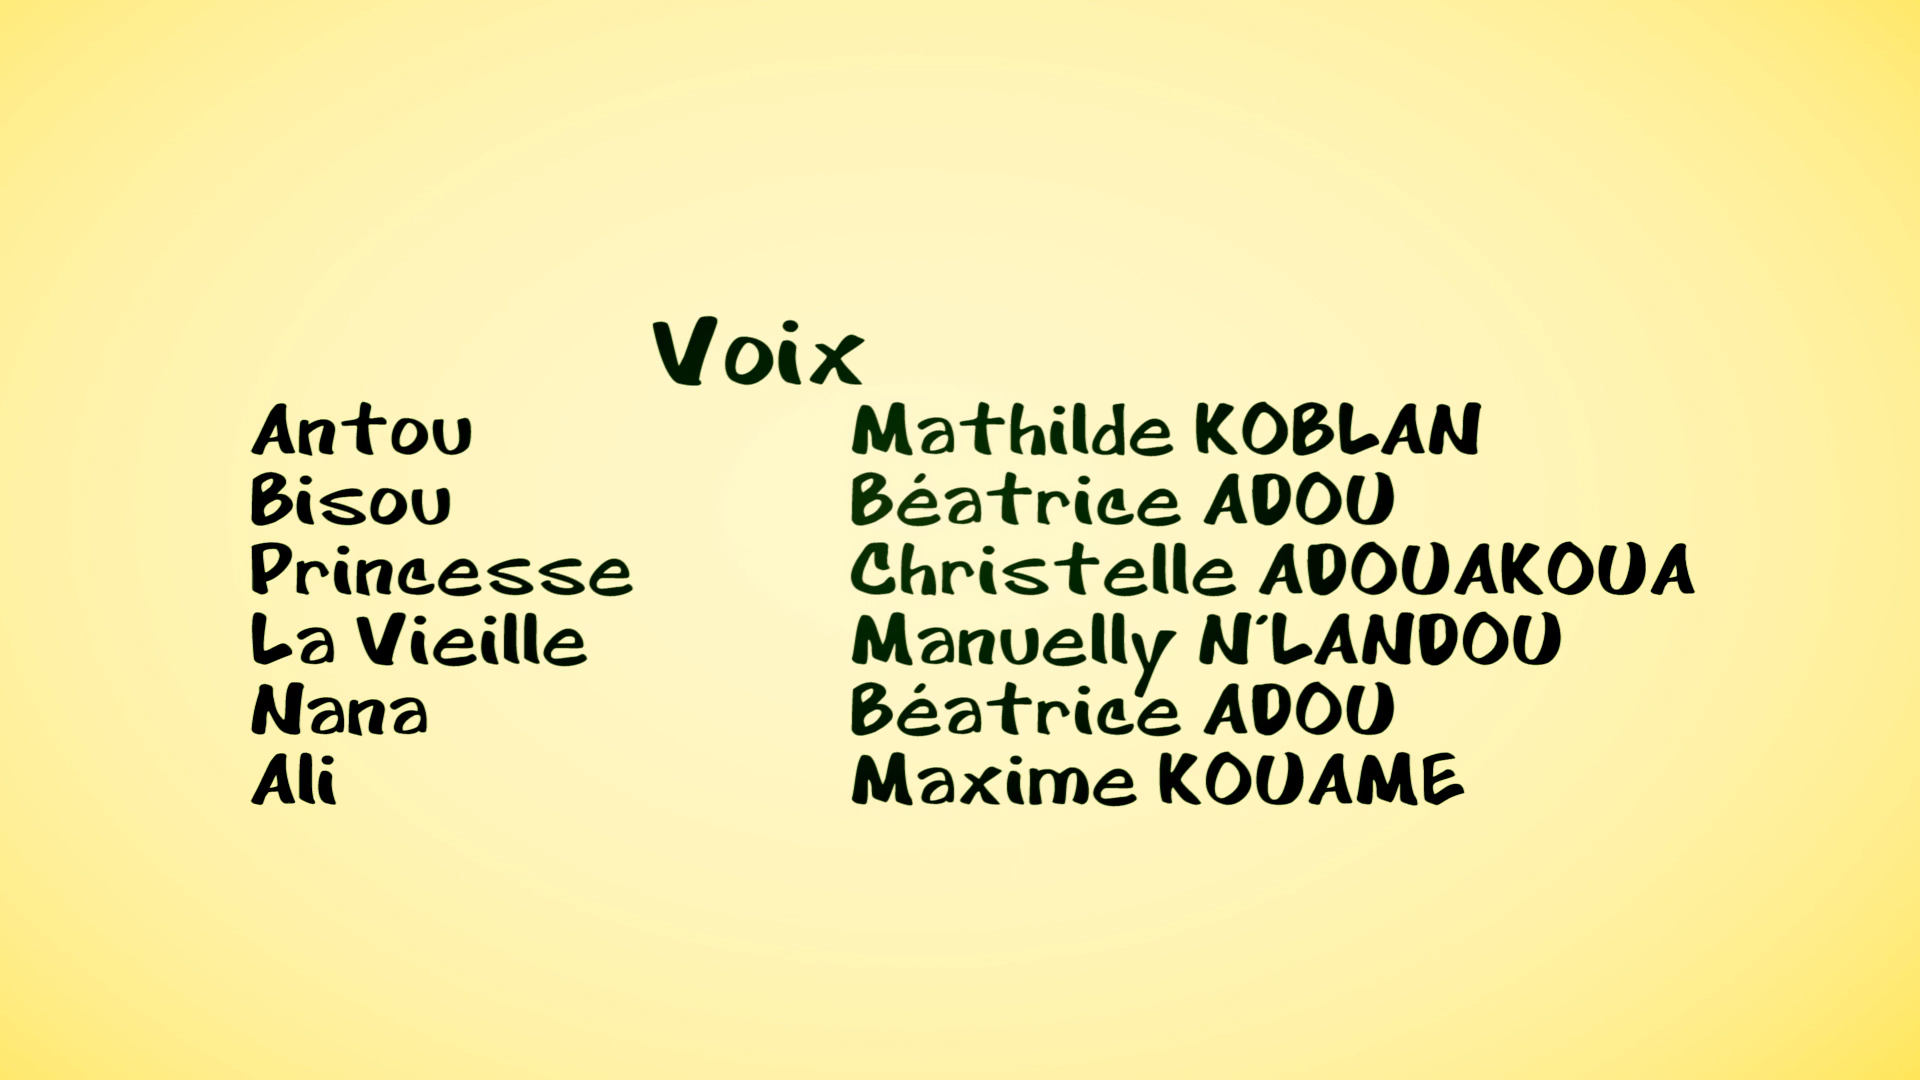 Voix
Antou Mathilde KOBLAN
Bisou Béatrice ADOU
Princesse Christelle ADOUAKOUA
La Vieille Manuelly N'LANDOU
Nana Béatrice ADOU
Ali Maxime KOUAME